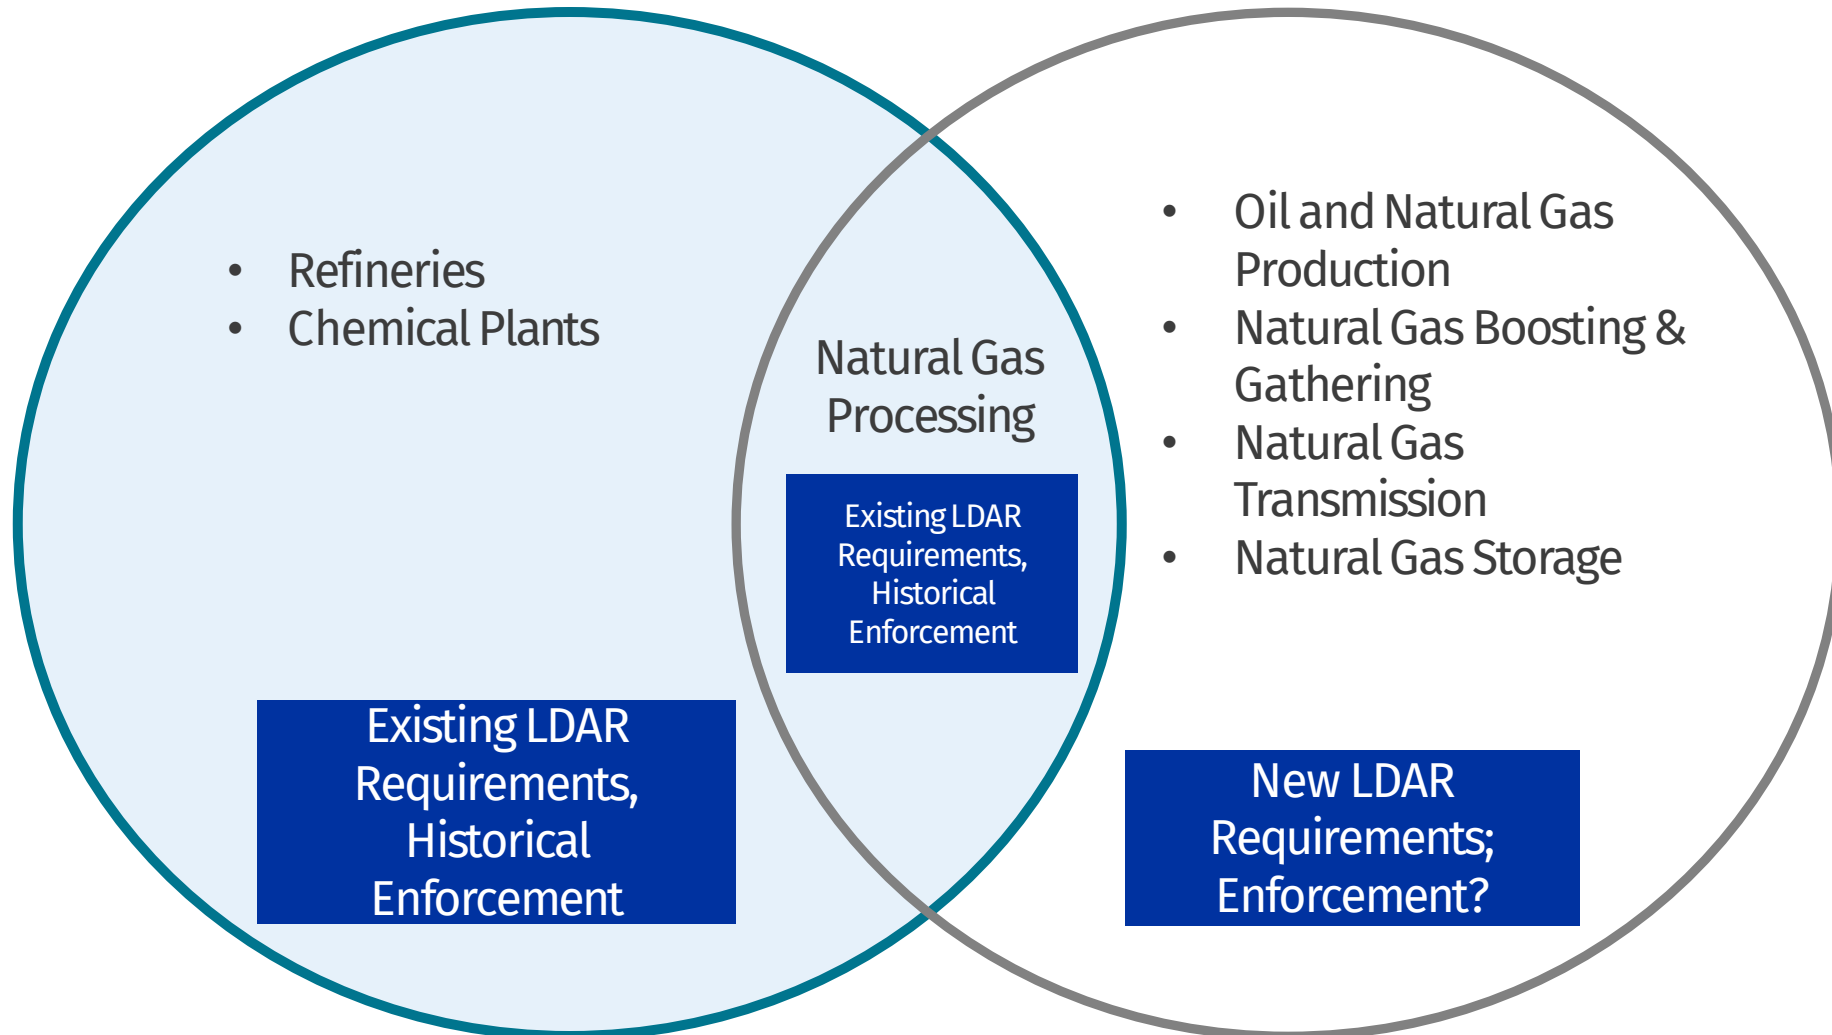 • Refineries
• Chemical Plants
Existing LDAR
Requirements,
Historical
Enforcement
Natural Gas
Processing
Existing LDAR
Requirements,
Historical
Enforcement
• Oil and Natural Gas
Production
• Natural Gas Boosting &
Gathering
• Natural Gas
Transmission
• Natural Gas Storage
New LDAR
Requirements;
Enforcement?